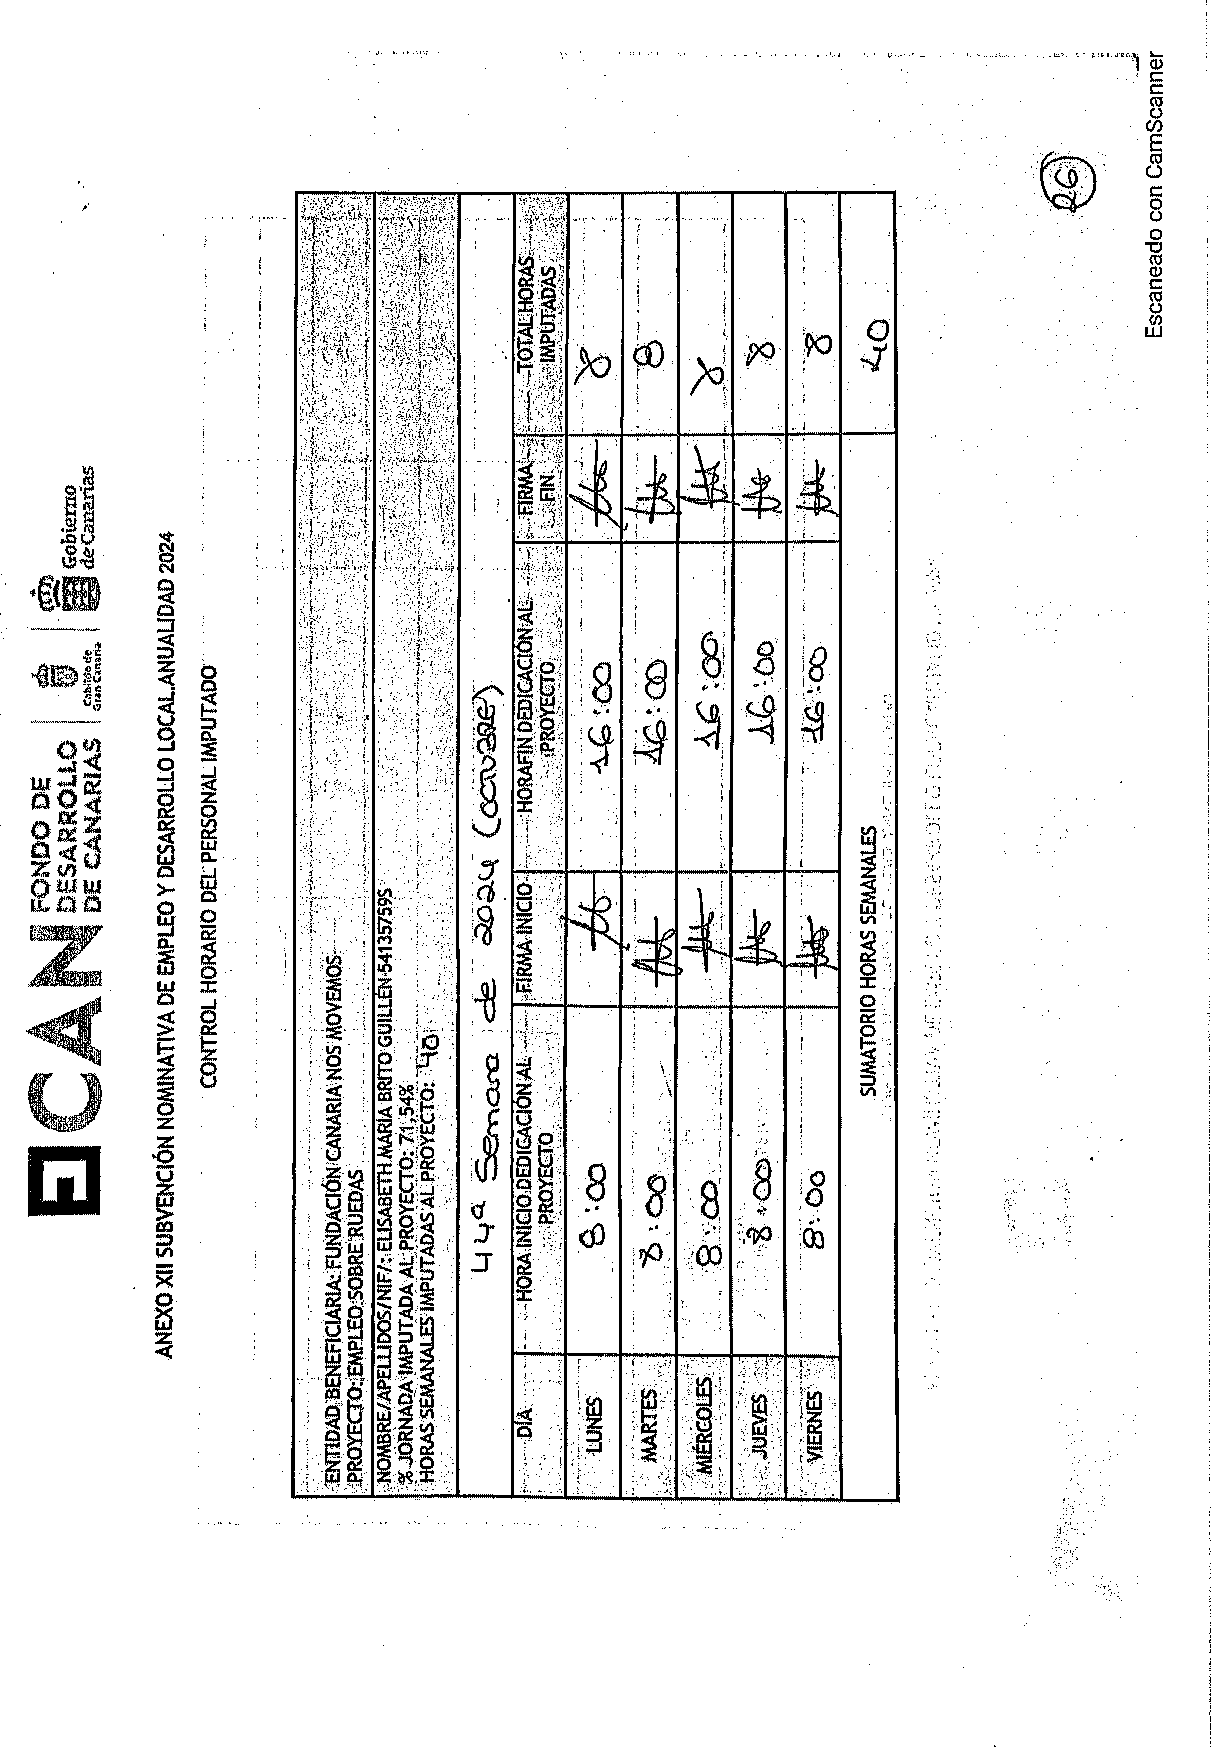 FDCAN
FONDO DE
DESARROLLO
DE CANARIAS
Cabildo de
Gran Canaria
Gobierno
de Canarias
ANEXO XII SUBVENCIÓN NOMINATIVA DE EMPLEO Y DESARROLLO LOCAL ANUALIDAD 2024
CONTROL HORARIO DEL PERSONAL IMPUTADO
ENTIDAD BENEFICIARIA: FUNDACIÓN CANARIA NOS MOVEMOS
PROYECTO: EMPLEO SOBRE RUEDAS
NOMBRE/APELLIDOS/NIF/: ELISABETH MARIA BRITO GUILLÉN 54135759S
% JORNADA IMPUTADA AL PROYECTO: 71,54%
HORAS SEMANALES IMPUTADAS AL PROYECTO: 40
44ª Semana de 2024 (OCTUBRE)
DÍA HORA INICIO DEDICACIÓN AL PROYECTO FIRMA INICIO HORA FIN DEDICACIÓN AL PROYECTO FIRMA FIN TOTAL HORAS IMPUTADAS
LUNES 8:00 16:00 8
MARTES 8:00 16:00 8
MIÉRCOLES 8:00 16:00 8
JUEVES 8:00 16:00 8
VIERNES 8:00 16:00 8
SUMATORIO HORAS SEMANALES 40
26
Escaneado con CamScanner